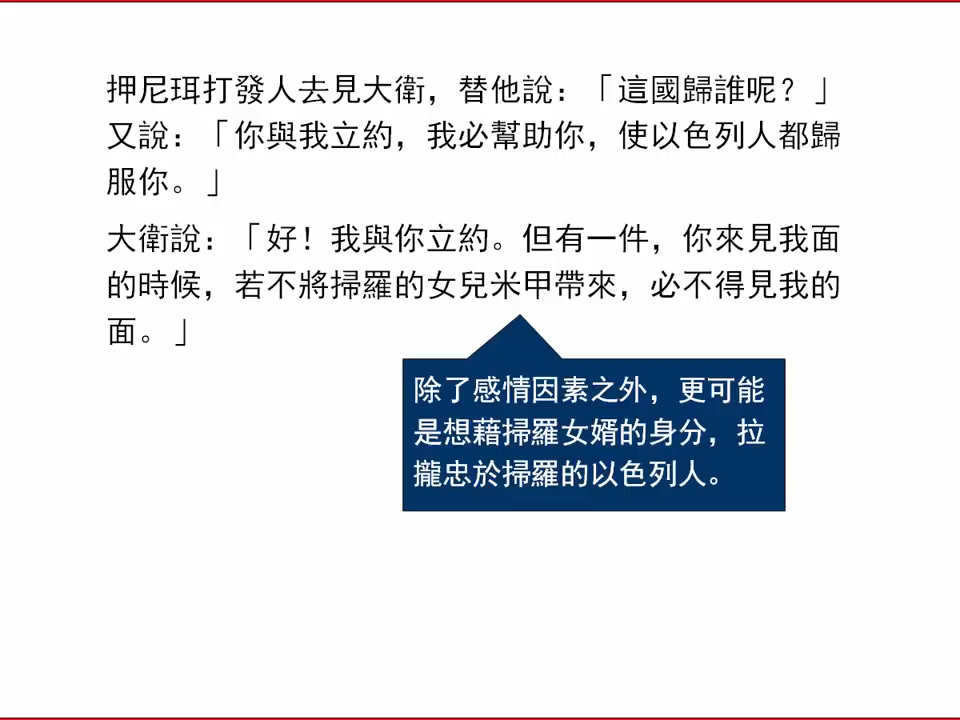 押尼珥打發人去見大衛，替他說：「這國歸誰呢？」
又說：「你與我立約，我必幫助你，使以色列人都歸
服你。」
大衛說：「好！我與你立約。但有一件，你來見我面
的時候，若不將掃羅的女兒米甲帶來，必不得見我的
面。」
除了感情因素之外，更可能
是想藉掃羅女婿的身分，拉
攏忠於掃羅的以色列人。